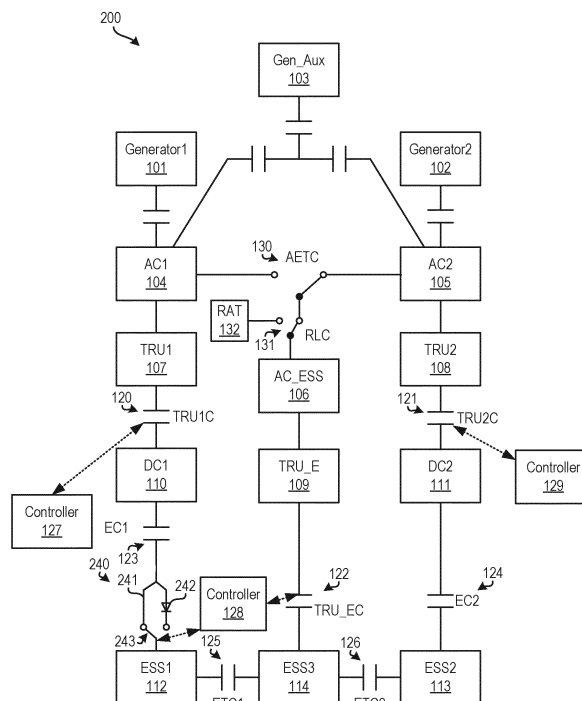 200
Gen_Aux
103
Generator1
101
Generator2
102
130
AETC
AC1
104
AC2
105
RAT
132
131
RLC
TRU1
107
AC_ESS
106
TRU2
108
120
TRU1C
121
TRU2C
DC1
110
TRU_E
109
DC2
111
Controller
127
Controller
129
EC1
123
240
241
242
Controller
128
122
TRU_EC
124
EC2
243
125
126
ESS1
112
ESS3
114
ESS2
113